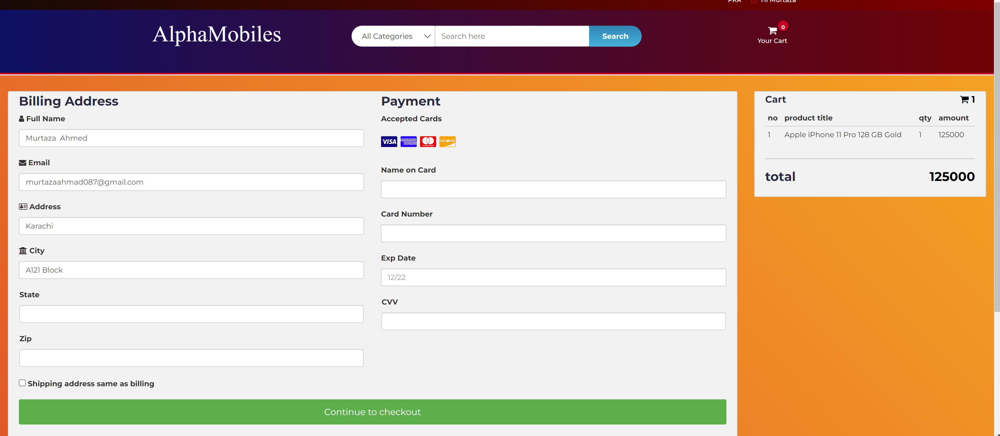 PKR Hi Murtaza
AlphaMobiles
All Categories
Search here
Search
0
Your Cart
Billing Address
Full Name
Murtaza  Ahmed
Email
murtazaahmad087@gmail.com
Address
Karachi
City
A121 Block
State
Zip
Shipping address same as billing
Payment
Accepted Cards
VISA AMERICAN EXPRESS mastercard DISCOVER
Name on Card
Card Number
Exp Date
12/22
CVV
Continue to checkout
Cart 1
no product title qty amount
1 Apple iPhone 11 Pro 128 GB Gold 1 125000
total 125000